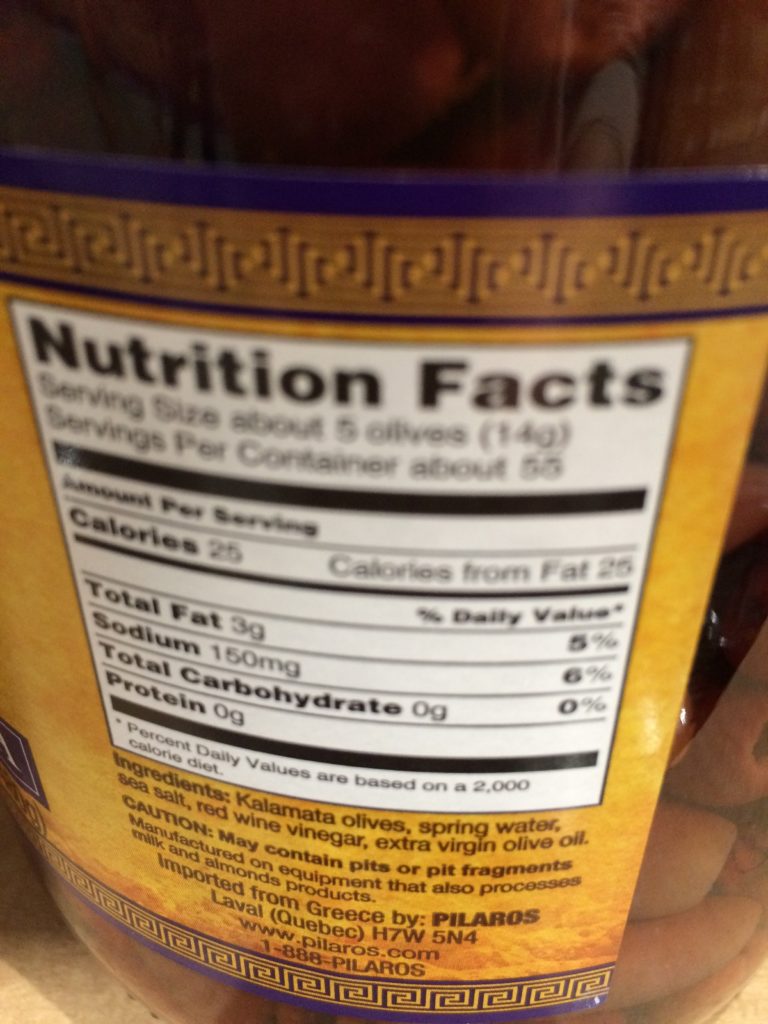 Nutrition Facts
Serving Size about 5 olives (14g)
Servings Per Container about 55
Amount Per Serving
Calories 25 Calories from Fat 25
% Daily Value*
Total Fat 3g 5%
Sodium 150mg 6%
Total Carbohydrate 0g 0%
Protein 0g
* Percent Daily Values are based on a 2,000
calorie diet.
Ingredients: Kalamata olives, spring water,
sea salt, red wine vinegar, extra virgin olive oil.
CAUTION: May contain pits or pit fragments
Manufactured on equipment that also processes
milk and almonds products.
Imported from Greece by: PILAROS
Laval (Quebec) H7W 5N4
www.pilaros.com
1-888-PILAROS